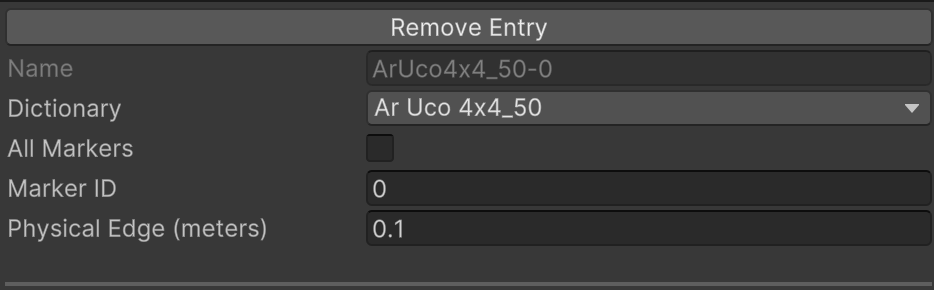 Remove Entry
Name ArUco4x4_50-0
Dictionary Ar Uco 4x4_50
All Markers
Marker ID 0
Physical Edge (meters) 0.1